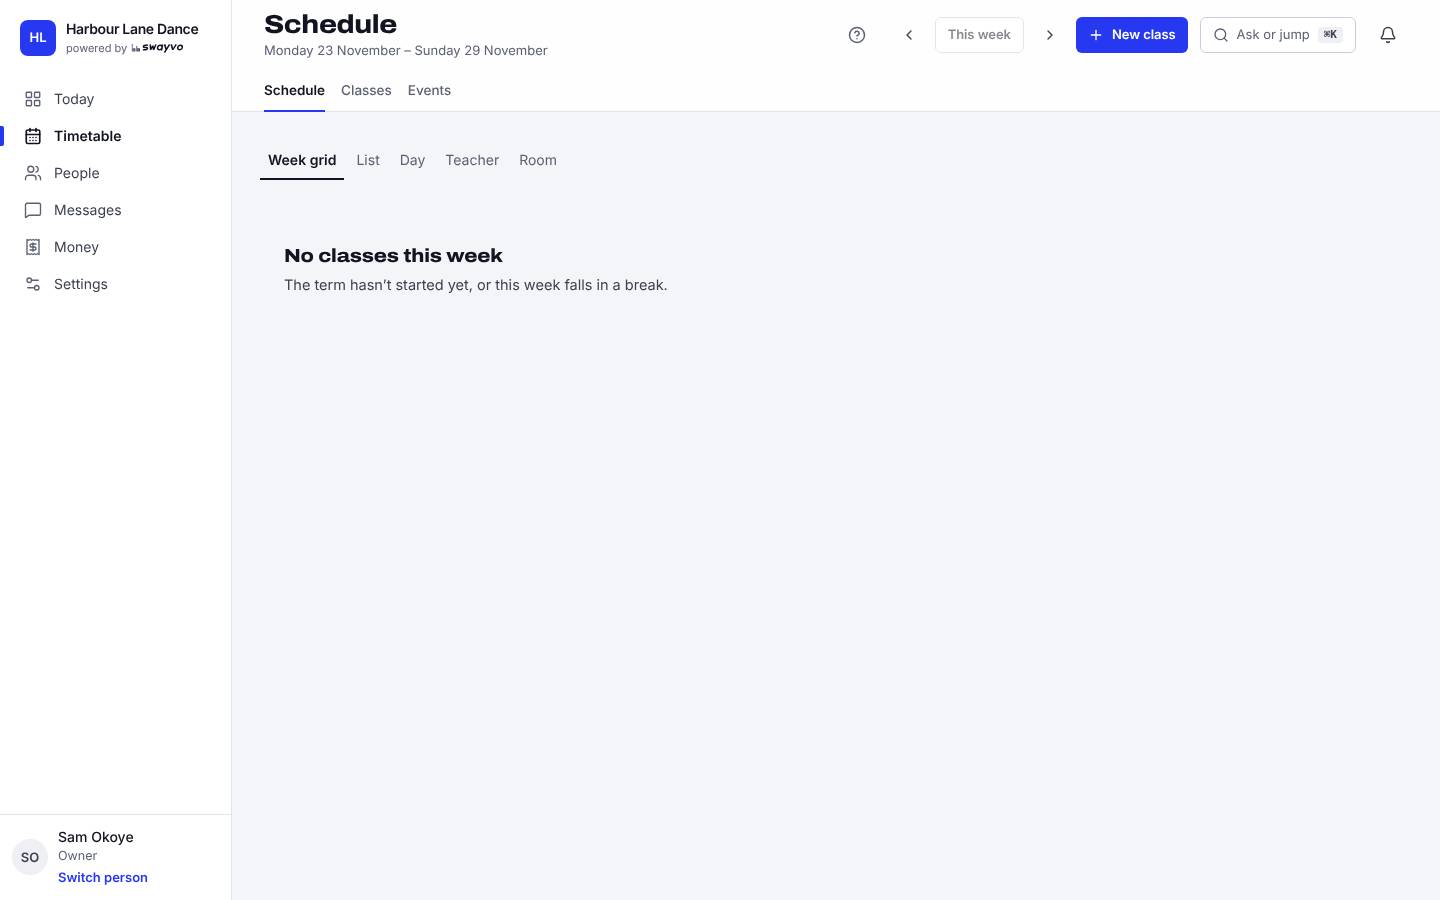 HL
Harbour Lane Dance
powered by swayvo
Today
Timetable
People
Messages
Money
Settings
Sam Okoye
SO
Owner
Switch person
Schedule
Monday 23 November – Sunday 29 November
This week
New class
Ask or jump ⌘K
Schedule Classes Events
Week grid List Day Teacher Room
No classes this week
The term hasn’t started yet, or this week falls in a break.